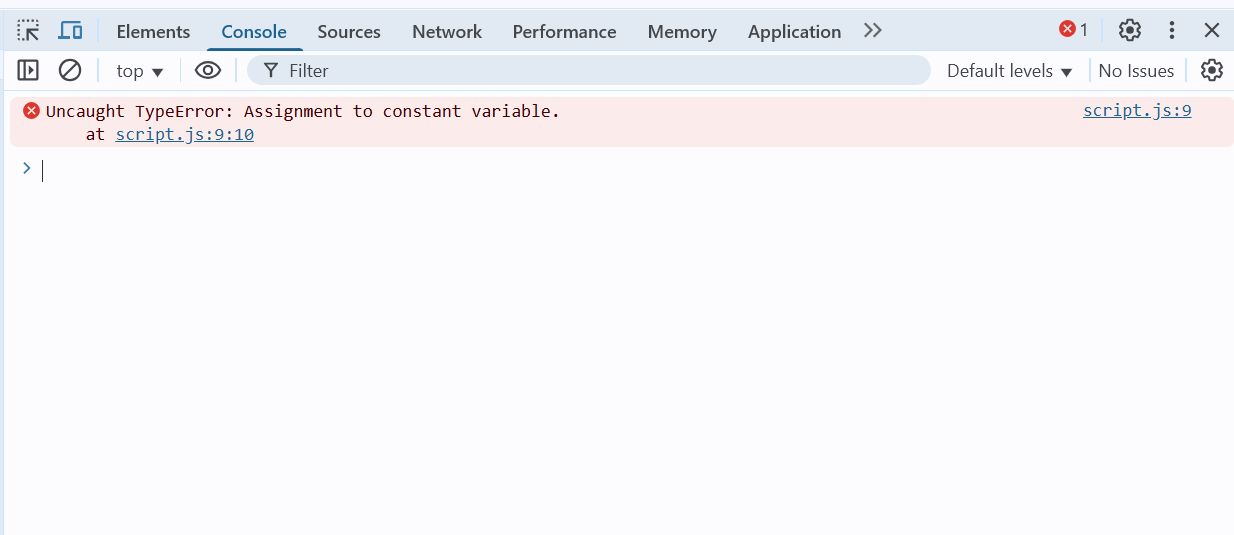 Elements Console Sources Network Performance Memory Application 1
top Filter Default levels No Issues
Uncaught TypeError: Assignment to constant variable. script.js:9
at script.js:9:10